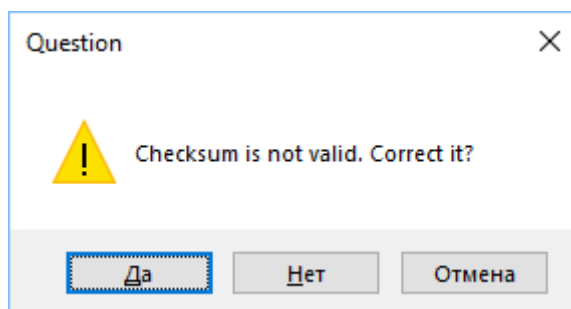 Question
Checksum is not valid. Correct it?
Да Нет Отмена